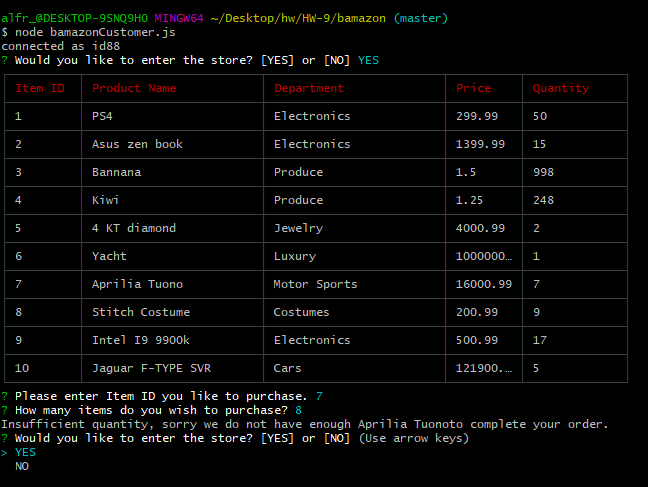 alfr_@DESKTOP-9SNQ9HO MINGW64 ~/Desktop/hw/HW-9/bamazon (master)
$ node bamazonCustomer.js
connected as id88
? Would you like to enter the store? [YES] or [NO] YES
Item ID Product Name Department Price Quantity
1 PS4 Electronics 299.99 50
2 Asus zen book Electronics 1399.99 15
3 Bannana Produce 1.5 998
4 Kiwi Produce 1.25 248
5 4 KT diamond Jewelry 4000.99 2
6 Yacht Luxury 1000000… 1
7 Aprilia Tuono Motor Sports 16000.99 7
8 Stitch Costume Costumes 200.99 9
9 Intel I9 9900k Electronics 500.99 17
10 Jaguar F-TYPE SVR Cars 121900.… 5
? Please enter Item ID you like to purchase. 7
? How many items do you wish to purchase? 8
Insufficient quantity, sorry we do not have enough Aprilia Tuonoto complete your order.
? Would you like to enter the store? [YES] or [NO] (Use arrow keys)
> YES
NO